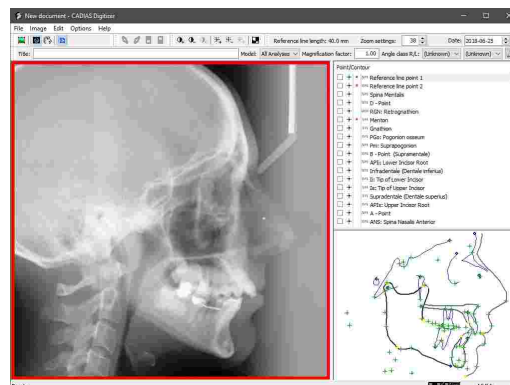 New document - CADIAS Digitizer
File Image Edit Options Help
Reference line length: 40.0 mm Zoom settings: 38 Date: 2018-06-25
Title: Model: All Analyses Magnification factor: 1.00 Angle class R/L: (Unknown) (Unknown)
Point/Contour
Reference line point 1
Reference line point 2
Spina Mentalis
D - Point
RGN: Retrognathion
Menton
Gnathion
PGo: Pogonion osseum
Pm: Suprapogonion
B - Point (Supramentale)
APIi: Lower Incisor Root
Infradentale (Dentale inferius)
Ii: Tip of Lower Incisor
Is: Tip of Upper Incisor
Supradentale (Dentale superius)
APIs: Upper Incisor Root
A - Point
ANS: Spina Nasalis Anterior